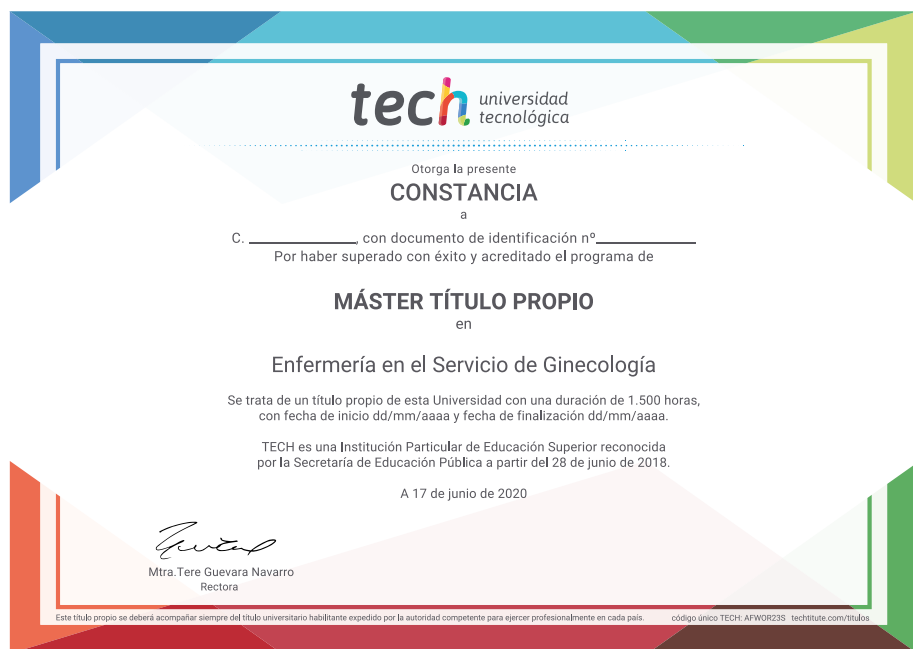 tech universidad
tecnológica
Otorga la presente
CONSTANCIA
a
C. ____________, con documento de identificación nº____________
Por haber superado con éxito y acreditado el programa de
MÁSTER TÍTULO PROPIO
en
Enfermería en el Servicio de Ginecología
Se trata de un título propio de esta Universidad con una duración de 1.500 horas,
con fecha de inicio dd/mm/aaaa y fecha de finalización dd/mm/aaaa.
TECH es una Institución Particular de Educación Superior reconocida
por la Secretaría de Educación Pública a partir del 28 de junio de 2018.
A 17 de junio de 2020
Mtra.Tere Guevara Navarro
Rectora
Este título propio se deberá acompañar siempre del título universitario habilitante expedido por la autoridad competente para ejercer profesionalmente en cada país. código único TECH: AFWOR23S techtitute.com/titulos